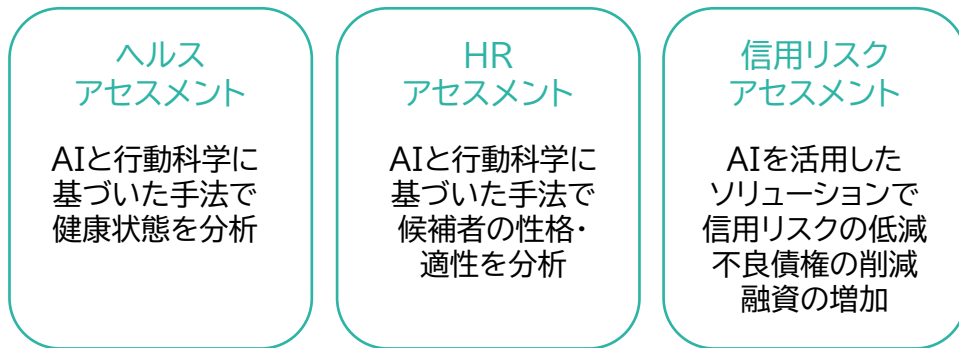 ヘルス
アセスメント
AIと行動科学に
基づいた手法で
健康状態を分析
HR
アセスメント
AIと行動科学に
基づいた手法で
候補者の性格・
適性を分析
信用リスク
アセスメント
AIを活用した
ソリューションで
信用リスクの低減
不良債権の削減
融資の増加